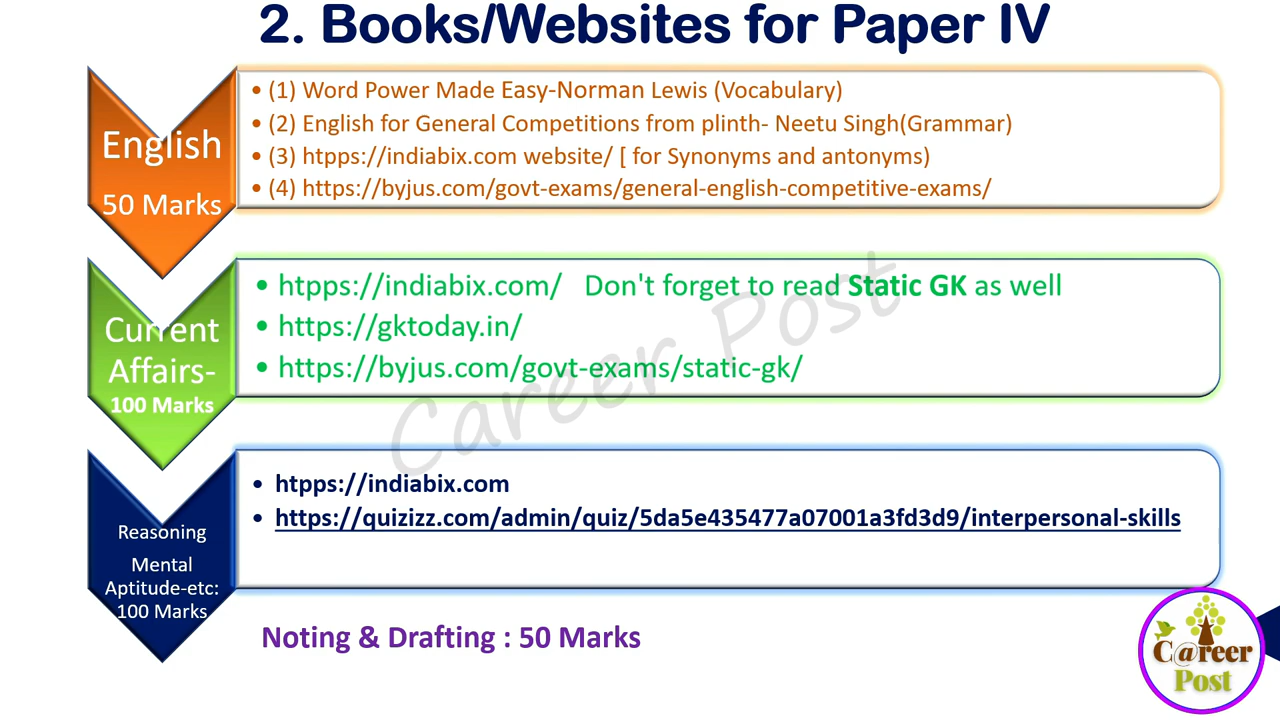 2. Books/Websites for Paper IV
English
50 Marks
• (1) Word Power Made Easy-Norman Lewis (Vocabulary)
• (2) English for General Competitions from plinth- Neetu Singh(Grammar)
• (3) htpps://indiabix.com website/ [ for Synonyms and antonyms)
• (4) https://byjus.com/govt-exams/general-english-competitive-exams/
Current
Affairs-
100 Marks
• htpps://indiabix.com/ Don't forget to read Static GK as well
• https://gktoday.in/
• https://byjus.com/govt-exams/static-gk/
Career Post
Reasoning
Mental
Aptitude-etc:
100 Marks
• htpps://indiabix.com
• https://quizizz.com/admin/quiz/5da5e435477a07001a3fd3d9/interpersonal-skills
Noting & Drafting : 50 Marks
C@reer
Post